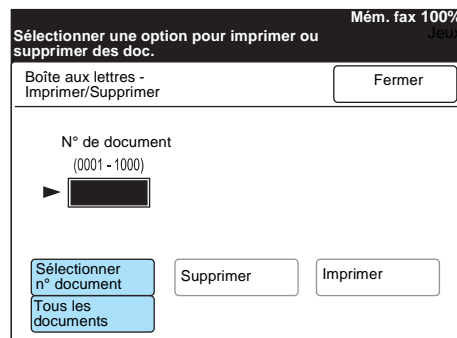 Mém. fax 100%
Sélectionner une option pour imprimer ou
Jeux
supprimer des doc.
Boîte aux lettres -
Imprimer/Supprimer
Fermer
N° de document
(0001 - 1000)
Sélectionner
n° document
Supprimer
Imprimer
Tous les
documents